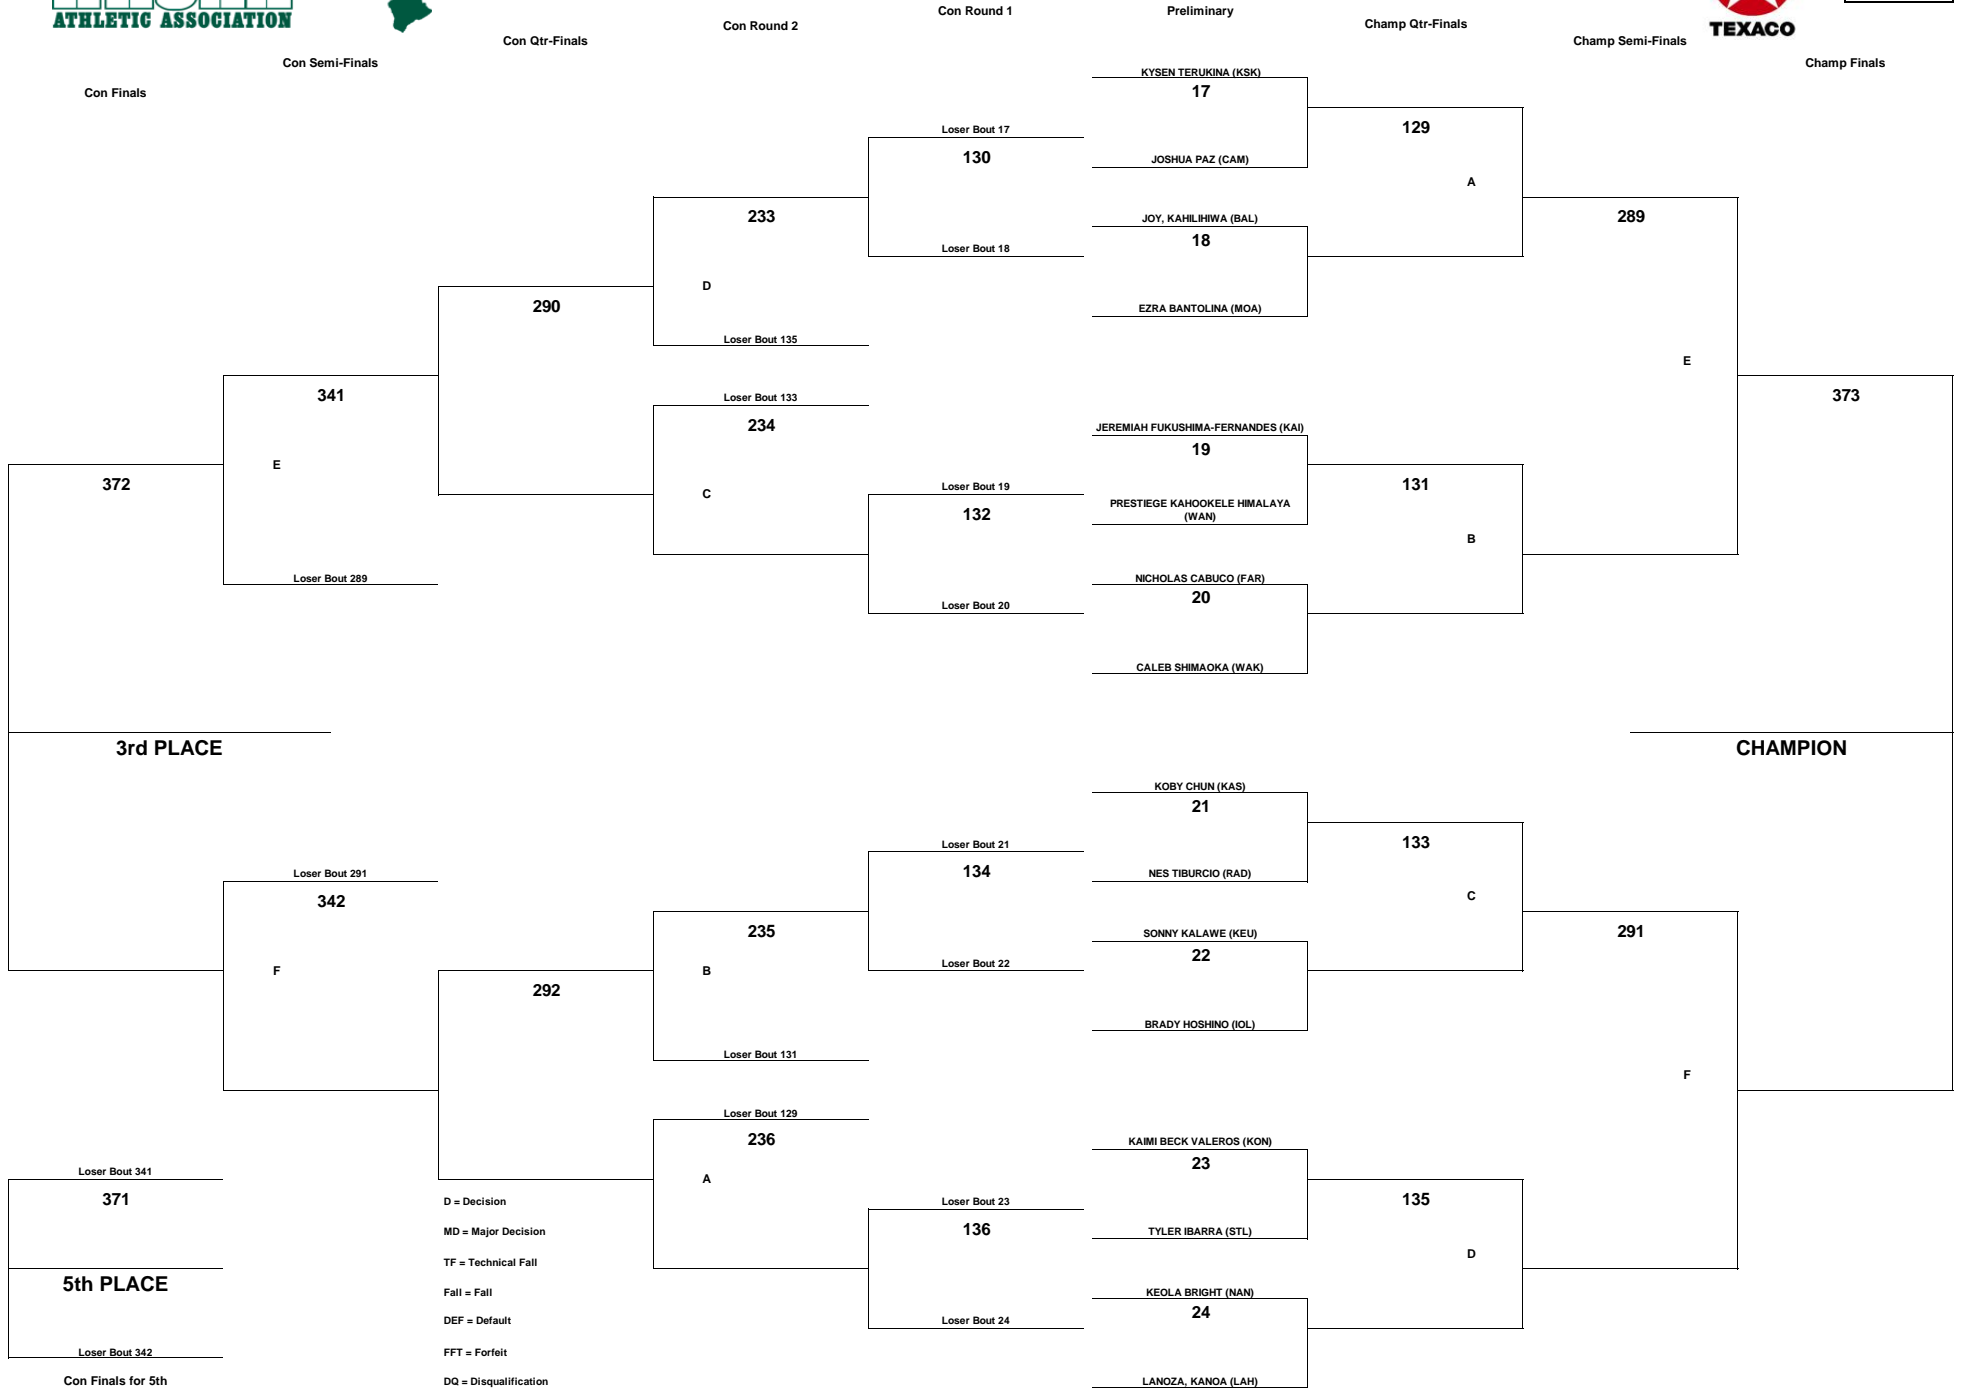 ATHLETIC ASSOCIATION
TEXACO
Con Finals
Con Semi-Finals
Con Qtr-Finals
Con Round 2
Con Round 1
Preliminary
Champ Qtr-Finals
Champ Semi-Finals
Champ Finals
KYSEN TERUKINA (KSK)
17
JOSHUA PAZ (CAM)
JOY, KAHILIHIWA (BAL)
18
EZRA BANTOLINA (MOA)
JEREMIAH FUKUSHIMA-FERNANDES (KAI)
19
PRESTIEGE KAHOOKELE HIMALAYA
(WAN)
NICHOLAS CABUCO (FAR)
20
CALEB SHIMAOKA (WAK)
KOBY CHUN (KAS)
21
NES TIBURCIO (RAD)
SONNY KALAWE (KEU)
22
BRADY HOSHINO (IOL)
KAIMI BECK VALEROS (KON)
23
TYLER IBARRA (STL)
KEOLA BRIGHT (NAN)
24
LANOZA, KANOA (LAH)
129
A
131
B
133
C
135
D
289
E
291
F
373
CHAMPION
Loser Bout 17
130
Loser Bout 18
Loser Bout 19
132
Loser Bout 20
Loser Bout 21
134
Loser Bout 22
Loser Bout 23
136
Loser Bout 24
233
D
Loser Bout 135
Loser Bout 133
234
C
235
B
Loser Bout 131
Loser Bout 129
236
A
290
292
341
E
Loser Bout 289
Loser Bout 291
342
F
372
3rd PLACE
Loser Bout 341
371
5th PLACE
Loser Bout 342
Con Finals for 5th
D = Decision
MD = Major Decision
TF = Technical Fall
Fall = Fall
DEF = Default
FFT = Forfeit
DQ = Disqualification